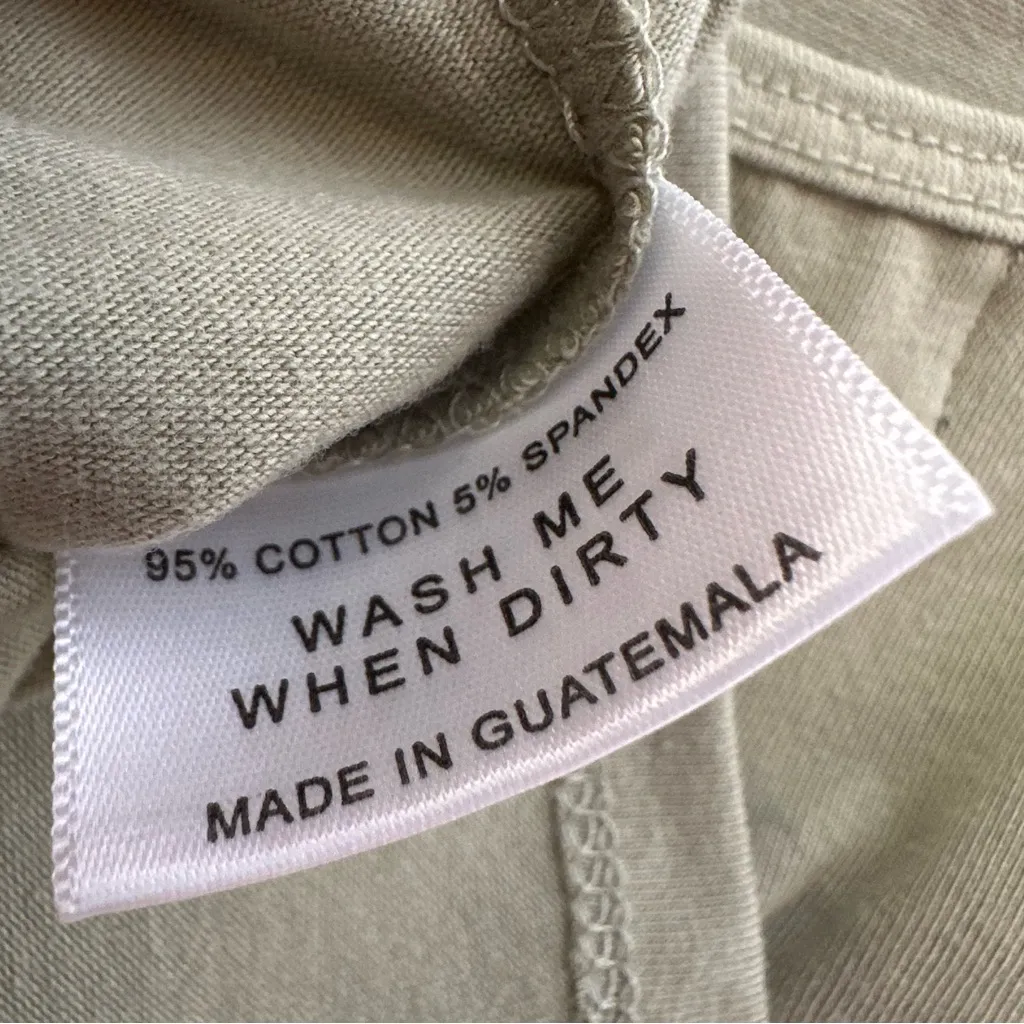 95% COTTON 5% SPANDEX
WASH ME
WHEN DIRTY
MADE IN GUATEMALA